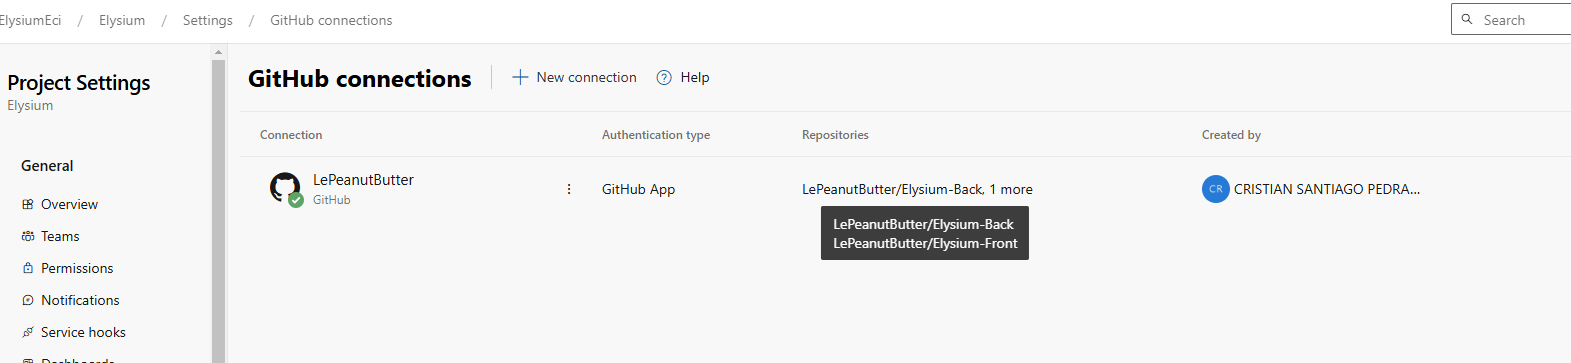 ElysiumEci / Elysium / Settings / GitHub connections
Search
Project Settings
Elysium
General
Overview
Teams
Permissions
Notifications
Service hooks
Dashboards
GitHub connections
New connection
Help
Connection Authentication type Repositories Created by
LePeanutButter
GitHub
GitHub App
LePeanutButter/Elysium-Back, 1 more
CR CRISTIAN SANTIAGO PEDRA...
LePeanutButter/Elysium-Back
LePeanutButter/Elysium-Front